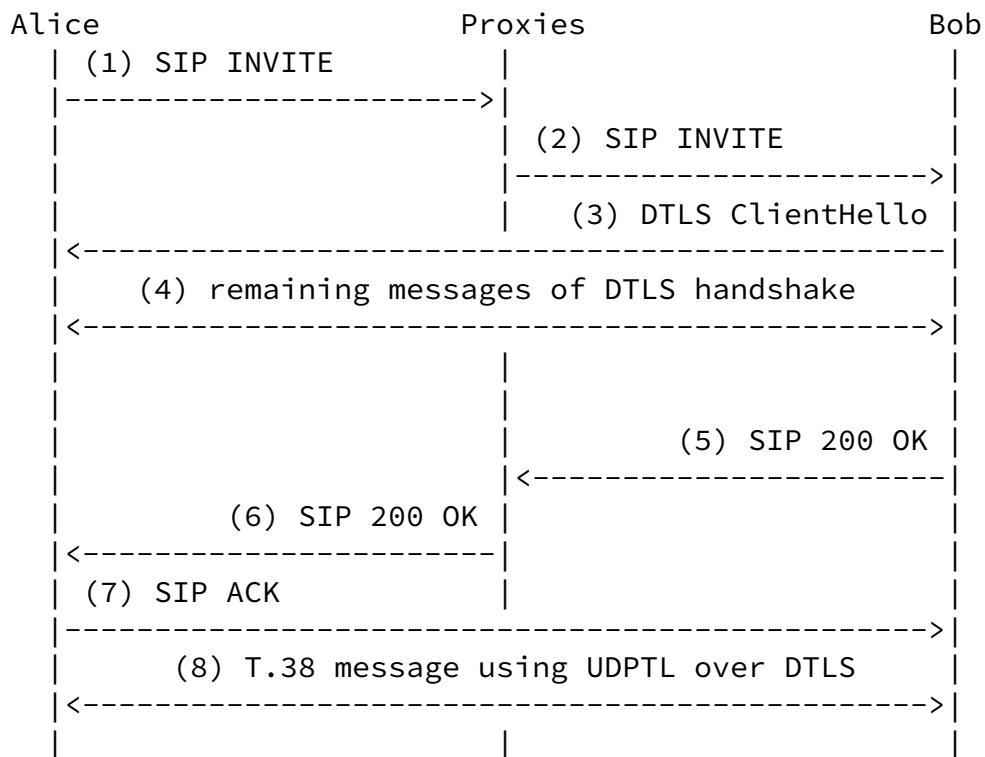 Alice Proxies Bob
(1) SIP INVITE
(2) SIP INVITE
(3) DTLS ClientHello
(4) remaining messages of DTLS handshake
(5) SIP 200 OK
(6) SIP 200 OK
(7) SIP ACK
(8) T.38 message using UDPTL over DTLS